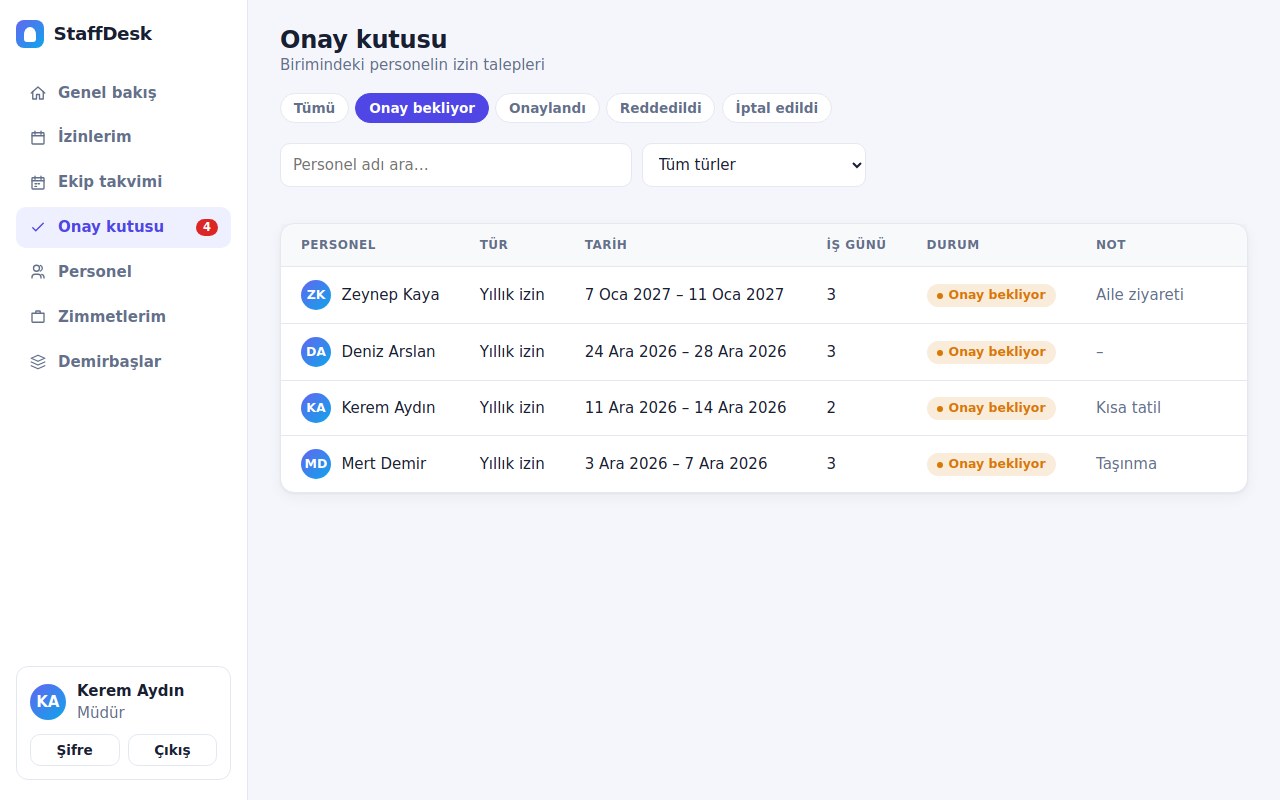 StaffDesk
Genel bakış
İzinlerim
Ekip takvimi
Onay kutusu 4
Personel
Zimmetlerim
Demirbaşlar
KA Kerem Aydın
Müdür
Şifre Çıkış
Onay kutusu
Birimindeki personelin izin talepleri
Tümü Onay bekliyor Onaylandı Reddedildi İptal edildi
Personel adı ara... Tüm türler
PERSONEL TÜR TARİH İŞ GÜNÜ DURUM NOT
ZK Zeynep Kaya Yıllık izin 7 Oca 2027 – 11 Oca 2027 3 Onay bekliyor Aile ziyareti
DA Deniz Arslan Yıllık izin 24 Ara 2026 – 28 Ara 2026 3 Onay bekliyor –
KA Kerem Aydın Yıllık izin 11 Ara 2026 – 14 Ara 2026 2 Onay bekliyor Kısa tatil
MD Mert Demir Yıllık izin 3 Ara 2026 – 7 Ara 2026 3 Onay bekliyor Taşınma